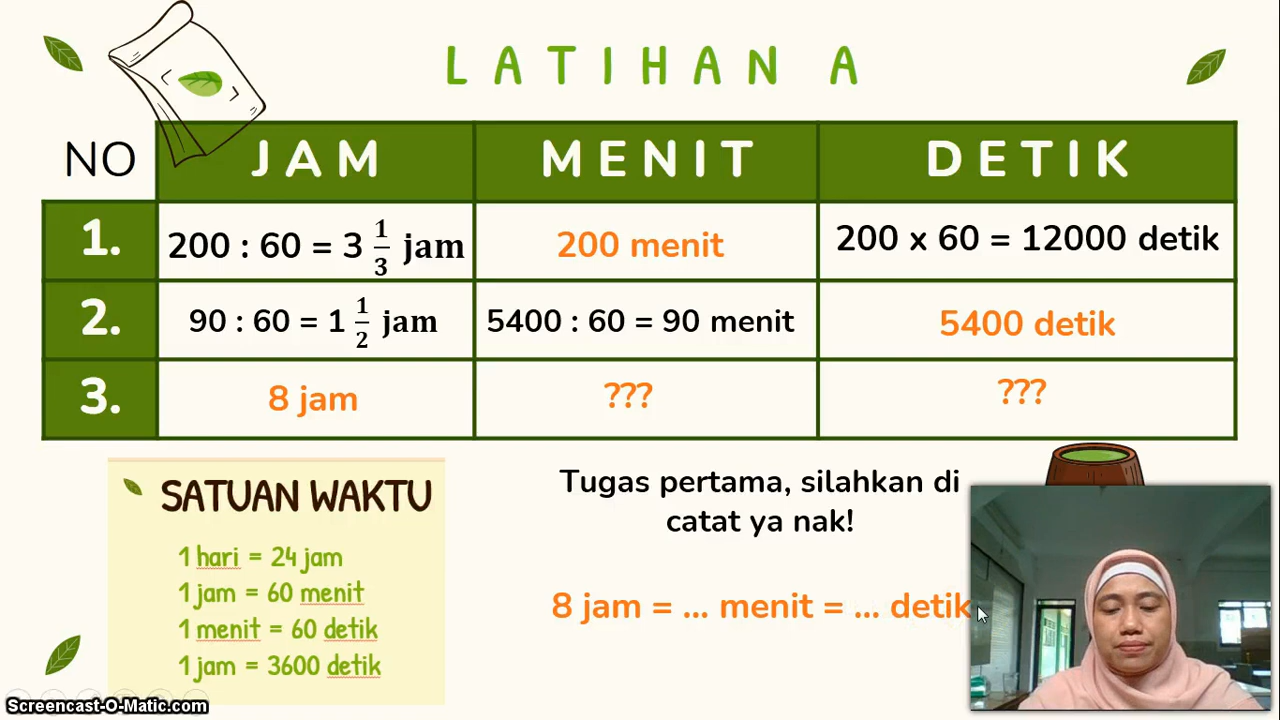 LATIHAN A
NO JAM MENIT DETIK
1. 200 : 60 = 3 1/3 jam 200 menit 200 x 60 = 12000 detik
2. 90 : 60 = 1 1/2 jam 5400 : 60 = 90 menit 5400 detik
3. 8 jam ??? ???
SATUAN WAKTU
1 hari = 24 jam
1 jam = 60 menit
1 menit = 60 detik
1 jam = 3600 detik
Tugas pertama, silahkan di
catat ya nak!
8 jam = ... menit = ... detik
Screencast-O-Matic.com